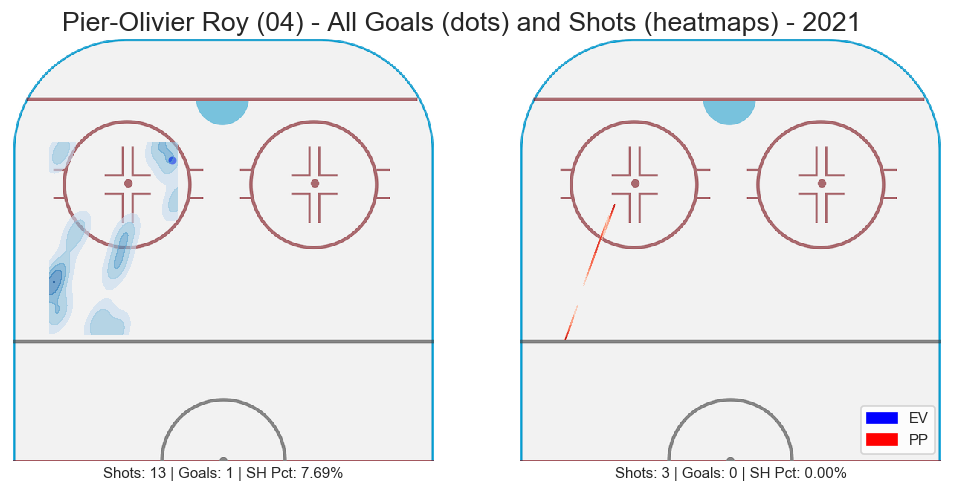 Pier-Olivier Roy (04) - All Goals (dots) and Shots (heatmaps) - 2021
EV
PP
Shots: 13 | Goals: 1 | SH Pct: 7.69%
Shots: 3 | Goals: 0 | SH Pct: 0.00%